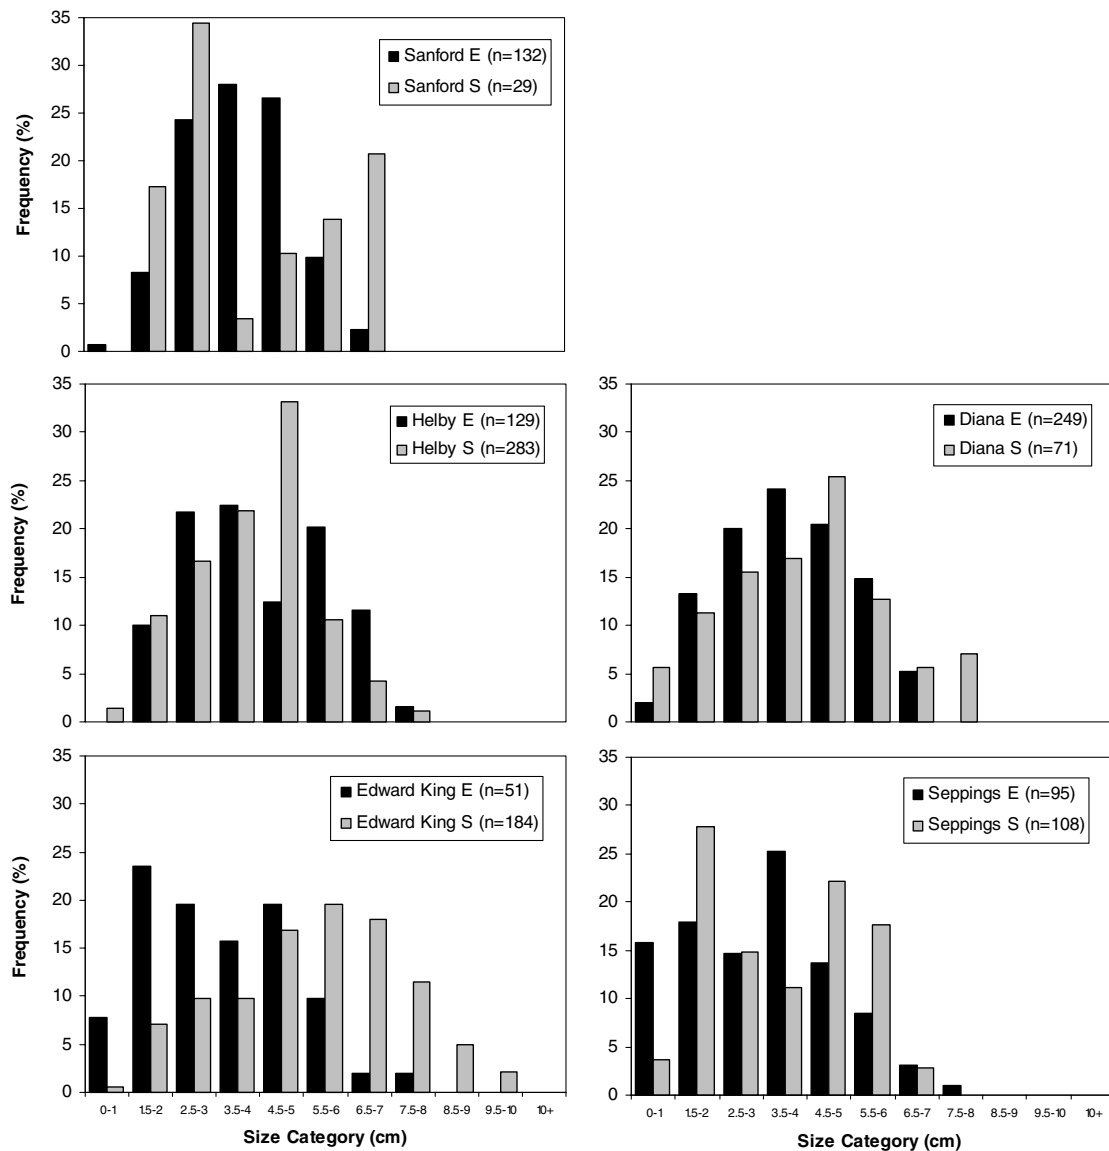 35
30
25
20
15
10
5
0
Frequency (%)
Sanford E (n=132)
Sanford S (n=29)
35
30
25
20
15
10
5
0
Frequency (%)
Helby E (n=129)
Helby S (n=283)
35
30
25
20
15
10
5
0
Diana E (n=249)
Diana S (n=71)
35
30
25
20
15
10
5
0
Frequency (%)
Edward King E (n=51)
Edward King S (n=184)
0-1 1.5-2 2.5-3 3.5-4 4.5-5 5.5-6 6.5-7 7.5-8 8.5-9 9.5-10 10+
Size Category (cm)
35
30
25
20
15
10
5
0
Seppings E (n=95)
Seppings S (n=108)
0-1 1.5-2 2.5-3 3.5-4 4.5-5 5.5-6 6.5-7 7.5-8 8.5-9 9.5-10 10+
Size Category (cm)